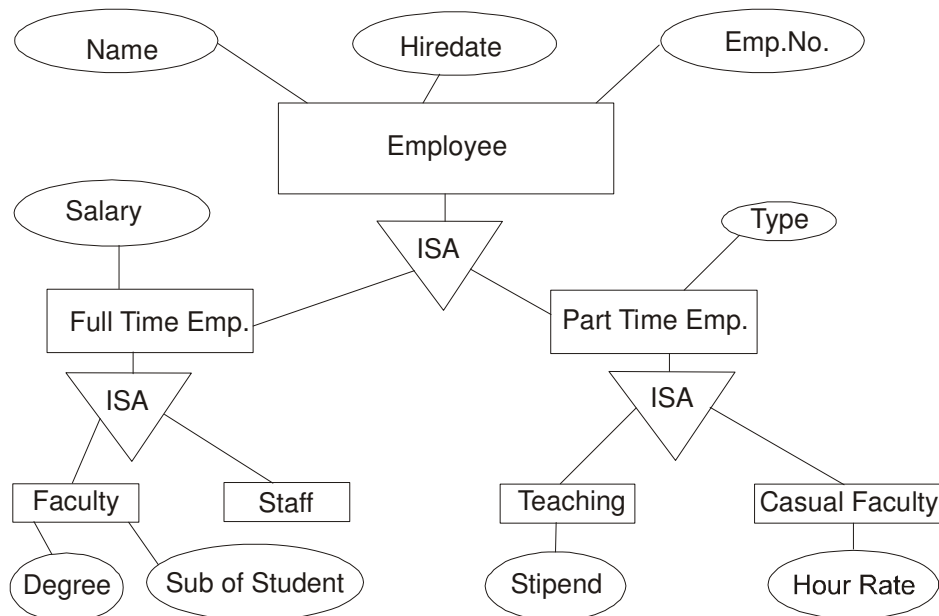 Name
Hiredate
Emp.No.
Employee
Salary
ISA
Type
Full Time Emp.
Part Time Emp.
ISA
ISA
Faculty
Staff
Teaching
Casual Faculty
Degree
Sub of Student
Stipend
Hour Rate